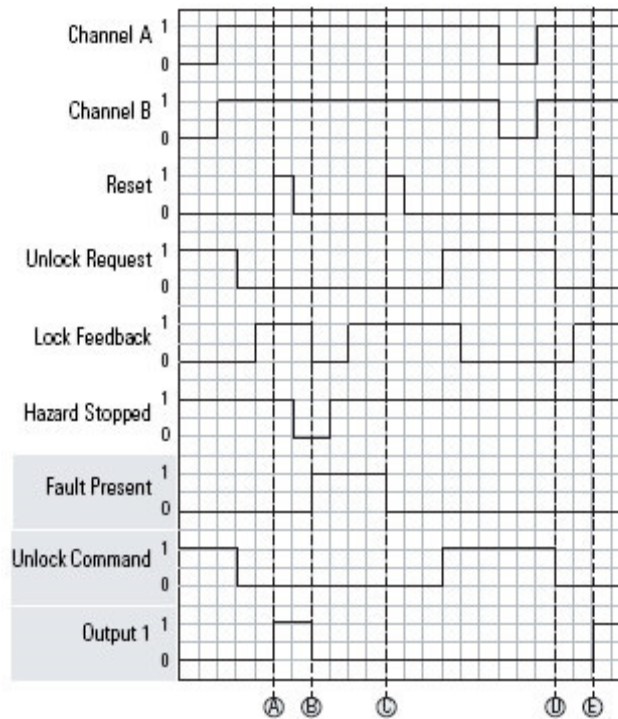 Channel A 1
0
Channel B 1
0
Reset 1
0
Unlock Request 1
0
Lock Feedback 1
0
Hazard Stopped 1
0
Fault Present 1
0
Unlock Command 1
0
Output 1 1
0
Ⓐ Ⓑ Ⓒ Ⓓ Ⓔ